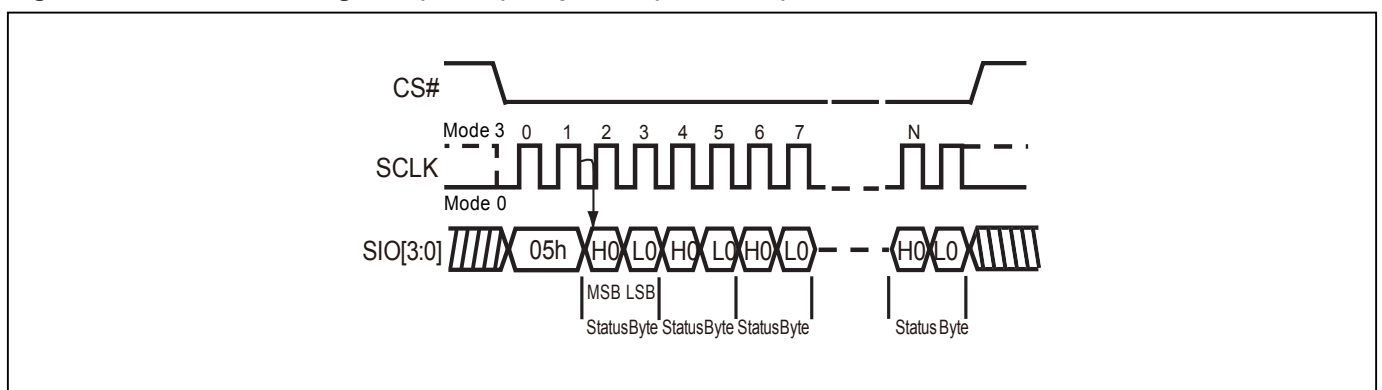 CS#
Mode 3 0 1 2 3 4 5 6 7 N
SCLK
Mode 0
SIO[3:0] 05h H0 L0 H0 L0 H0 L0 H0 L0
MSB LSB
StatusByte StatusByte StatusByte Status Byte